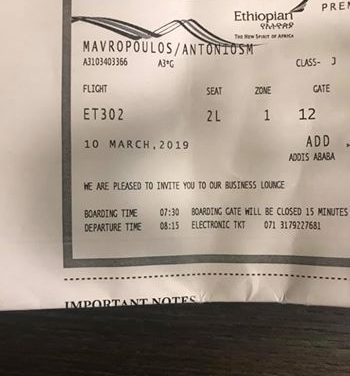 PREM
Ethiopian
የኢትዮጵያ
THE NEW SPIRIT OF AFRICA
MAVROPOULOS/ANTONIOSM
A3103403366 A3*G CLASS- J
FLIGHT SEAT ZONE GATE
ET302 2L 1 12
10 MARCH,2019 ADD
ADDIS ABABA
WE ARE PLEASED TO INVITE YOU TO OUR BUSINESS LOUNGE
BOARDING TIME 07:30 BOARDING GATE WILL BE CLOSED 15 MINUTES
DEPARTURE TIME 08:15 ELECTRONIC TKT 071 3179227681
IMPORTANT NOTES